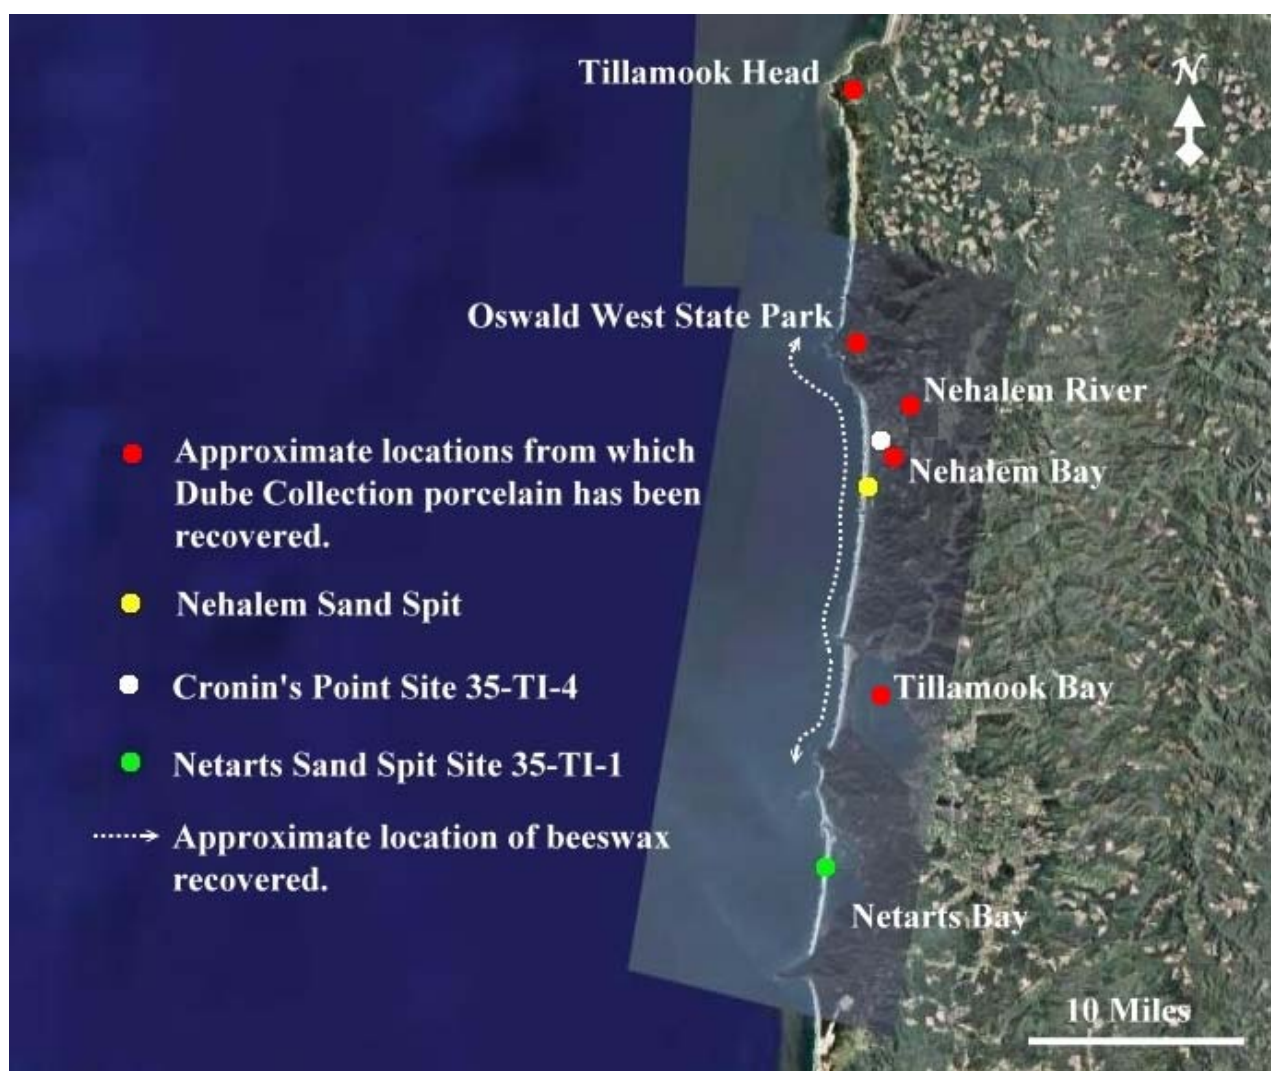 Tillamook Head
N
Oswald West State Park
Nehalem River
Nehalem Bay
Approximate locations from which
Dube Collection porcelain has been
recovered.
Nehalem Sand Spit
Cronin's Point Site 35-TI-4
Tillamook Bay
Netarts Sand Spit Site 35-TI-1
Approximate location of beeswax
recovered.
Netarts Bay
10 Miles